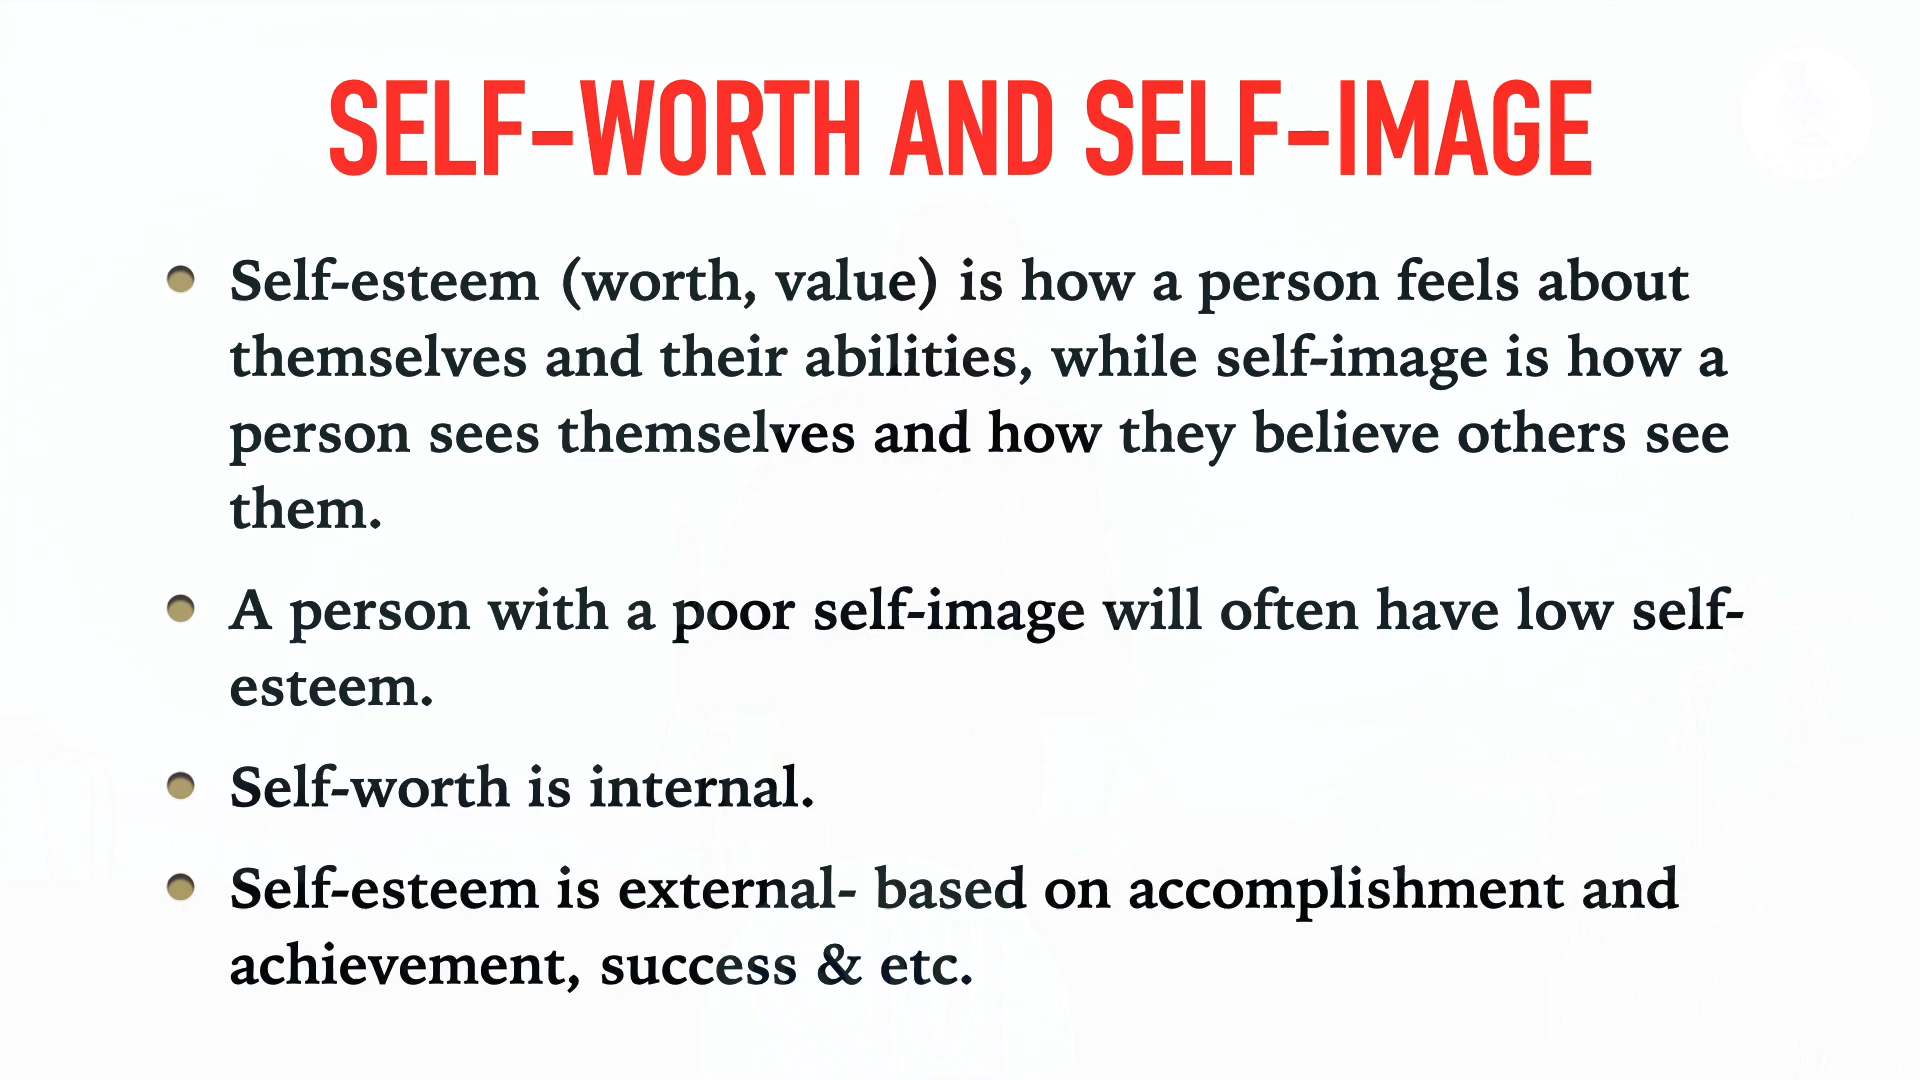 SELF-WORTH AND SELF-IMAGE
Self-esteem (worth, value) is how a person feels about
themselves and their abilities, while self-image is how a
person sees themselves and how they believe others see
them.
A person with a poor self-image will often have low self-
esteem.
Self-worth is internal.
Self-esteem is external- based on accomplishment and
achievement, success & etc.